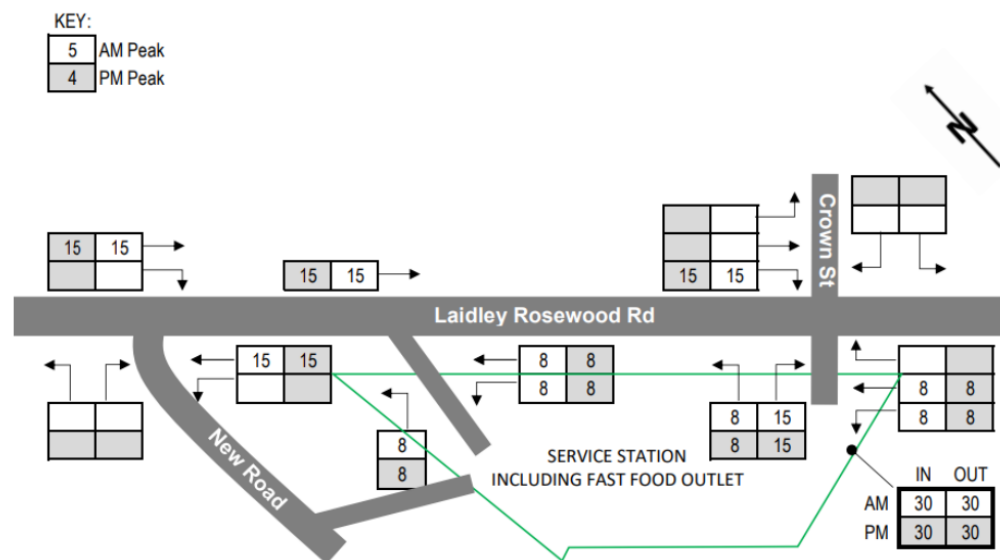 KEY:
5 AM Peak
4 PM Peak
N
15 15
15 15
15 15
Crown St
Laidley Rosewood Rd
15 15
8 8
8 8
8 15
8 15
8 8
8 8
8
8
New Road
SERVICE STATION
INCLUDING FAST FOOD OUTLET
IN OUT
AM 30 30
PM 30 30